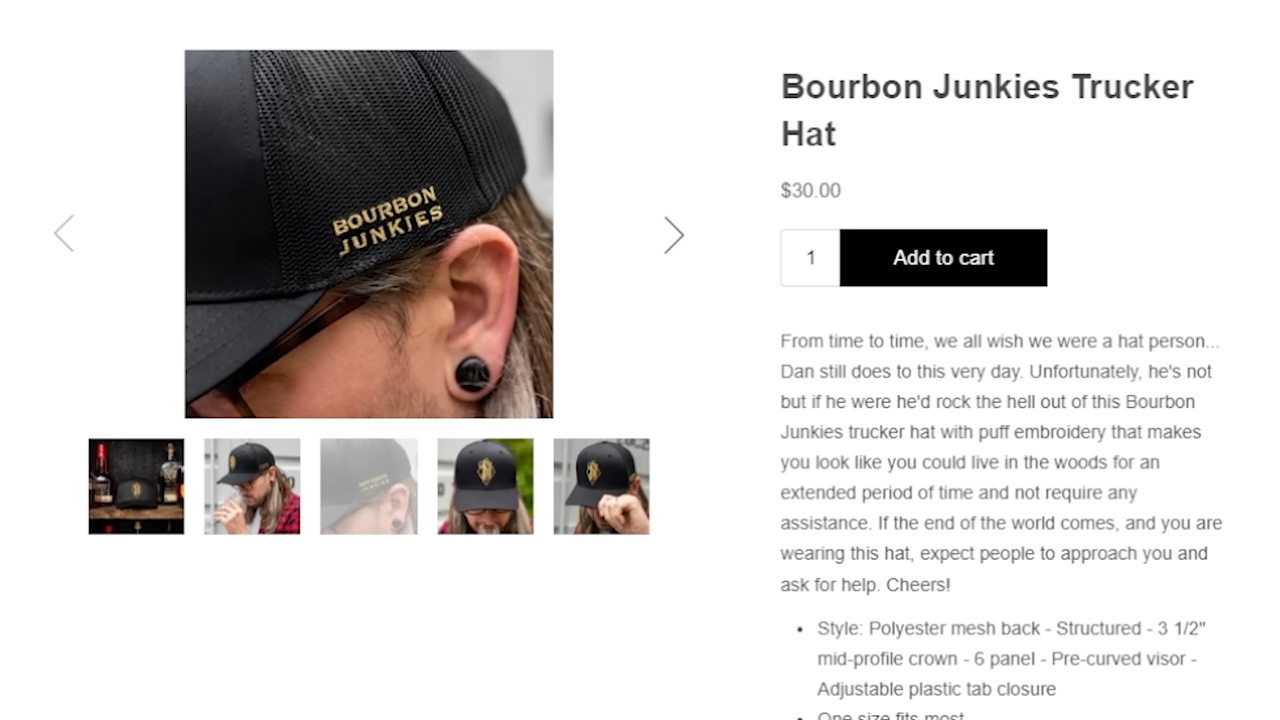 BOURBON
JUNKIES
Bourbon Junkies Trucker
Hat
$30.00
1
Add to cart
From time to time, we all wish we were a hat person...
Dan still does to this very day. Unfortunately, he's not
but if he were he'd rock the hell out of this Bourbon
Junkies trucker hat with puff embroidery that makes
you look like you could live in the woods for an
extended period of time and not require any
assistance. If the end of the world comes, and you are
wearing this hat, expect people to approach you and
ask for help. Cheers!
• Style: Polyester mesh back - Structured - 3 1/2"
mid-profile crown - 6 panel - Pre-curved visor -
Adjustable plastic tab closure
• One size fits most